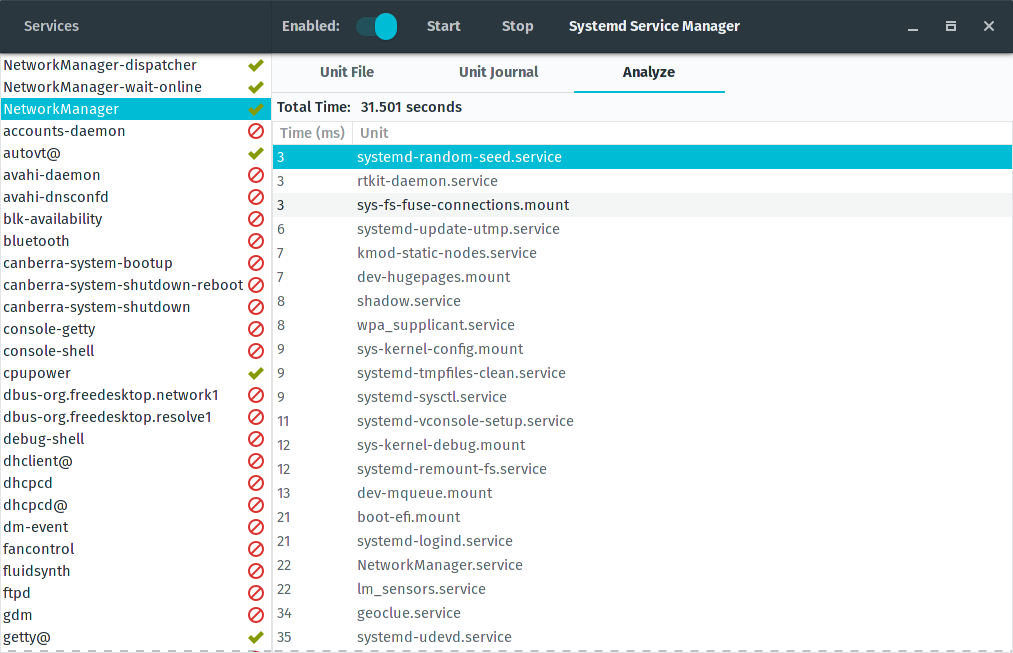 Services
Enabled: Start Stop Systemd Service Manager
NetworkManager-dispatcher
NetworkManager-wait-online
NetworkManager
accounts-daemon
autovt@
avahi-daemon
avahi-dnsconfd
blk-availability
bluetooth
canberra-system-bootup
canberra-system-shutdown-reboot
canberra-system-shutdown
console-getty
console-shell
cpupower
dbus-org.freedesktop.network1
dbus-org.freedesktop.resolve1
debug-shell
dhclient@
dhcpcd
dhcpcd@
dm-event
fancontrol
fluidsynth
ftpd
gdm
getty@
Unit File Unit Journal Analyze
Total Time: 31.501 seconds
Time (ms) Unit
3 systemd-random-seed.service
3 rtkit-daemon.service
3 sys-fs-fuse-connections.mount
6 systemd-update-utmp.service
7 kmod-static-nodes.service
7 dev-hugepages.mount
8 shadow.service
8 wpa_supplicant.service
9 sys-kernel-config.mount
9 systemd-tmpfiles-clean.service
9 systemd-sysctl.service
11 systemd-vconsole-setup.service
12 sys-kernel-debug.mount
12 systemd-remount-fs.service
13 dev-mqueue.mount
21 boot-efi.mount
21 systemd-logind.service
22 NetworkManager.service
22 lm_sensors.service
34 geoclue.service
35 systemd-udevd.service